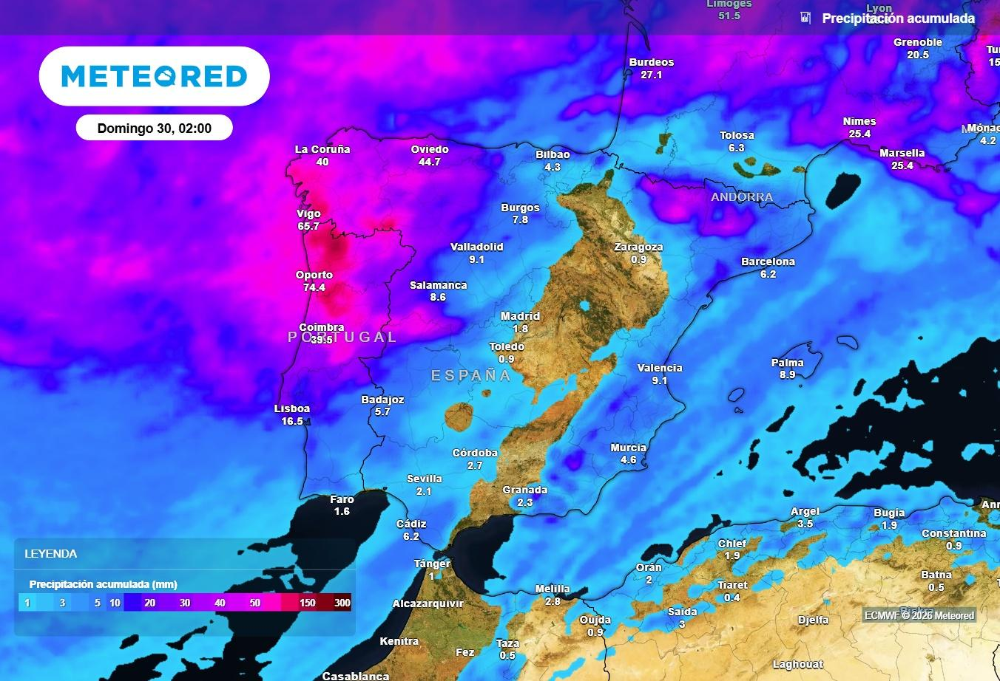 Limoges
51.5
Lyon
Precipitación acumulada
METEORED
Domingo 30, 02:00
Grenoble
20.5
Burdeos
27.1
Nimes
25.4
Mónac
4.2
Marsella
25.4
Tolosa
6.3
La Coruña
40
Oviedo
44.7
Bilbao
4.3
ANDORRA
Vigo
65.7
Burgos
7.8
Valladolid
9.1
Zaragoza
0.9
Barcelona
6.2
Oporto
74.4
Salamanca
8.6
Madrid
1.8
Coímbra
39.5
PORTUGAL
Toledo
0.9
ESPAÑA
Valencia
9.1
Palma
8.9
Lisboa
16.5
Badajoz
5.7
Córdoba
2.7
Murcia
4.6
Sevilla
2.1
Granada
2.3
Faro
1.6
Cádiz
6.2
Argel
3.5
Bugía
1.9
Constantina
0.9
Chlef
1.9
Tánger
1
Orán
2
Batna
0.5
Tiaret
0.4
Melilla
2.8
Alcazarquivir
Saida
3
Djelfa
Oujda
0.9
Kenitra
Taza
0.5
Fez
Laghouat
Casablanca
LEYENDA
Precipitación acumulada (mm)
1 3 5 10 20 30 40 50 150 300
ECMWF © 2026 Meteored